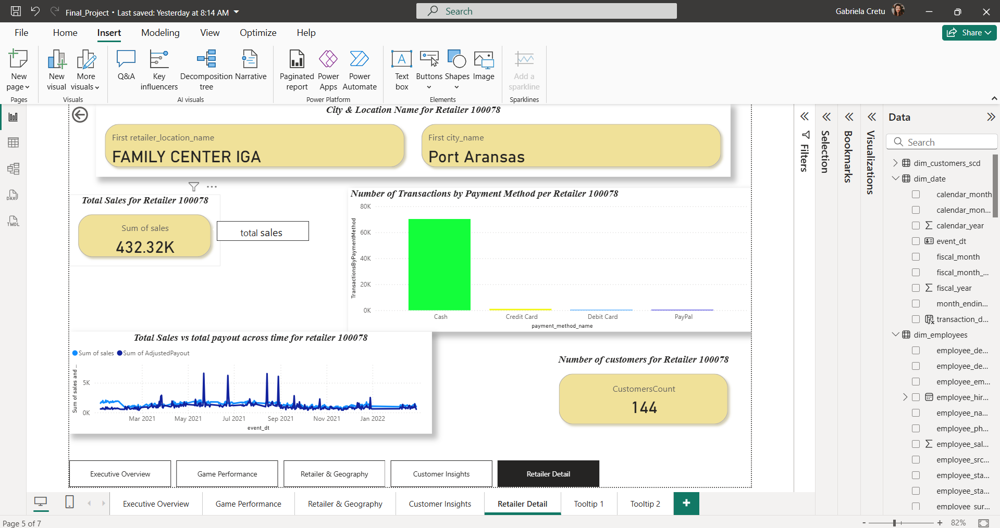 Final_Project • Last saved: Yesterday at 8:14 AM
Search
Gabriela Cretu
File Home Insert Modeling View Optimize Help
Share
New page
Pages
New visual
More visuals
Visuals
Q&A
Key influencers
Decomposition tree
Narrative
AI visuals
Paginated report
Power Apps
Power Automate
Power Platform
A
Text box
Buttons
Shapes
Image
Elements
Add a sparkline
Sparklines
DAX
TMDL
City & Location Name for Retailer 100078
First retailer_location_name
FAMILY CENTER IGA
First city_name
Port Aransas
Total Sales for Retailer 100078
Sum of sales
432.32K
total sales
Number of Transactions by Payment Method per Retailer 100078
TransactionsByPaymentMethod
80K
60K
40K
20K
0K
Cash Credit Card Debit Card PayPal
payment_method_name
Total Sales vs total payout across time for retailer 100078
Sum of sales Sum of AdjustedPayout
Sum of sales and ...
5K
0K
Mar 2021 May 2021 Jul 2021 Sep 2021 Nov 2021 Jan 2022
event_dt
Number of customers for Retailer 100078
CustomersCount
144
Executive Overview Game Performance Retailer & Geography Customer Insights Retailer Detail
Filters
Selection
Bookmarks
Visualizations
Data
Search
dim_customers_scd
dim_date
calendar_month
calendar_mon...
calendar_year
event_dt
fiscal_month
fiscal_month_...
fiscal_year
month_endin...
transaction_d...
dim_employees
employee_de...
employee_de...
employee_em...
employee_hir...
employee_na...
employee_ph...
employee_sal...
employee_src...
employee_sta...
employee_sta...
employee_sur...
Executive Overview Game Performance Retailer & Geography Customer Insights Retailer Detail Tooltip 1 Tooltip 2 +
Page 5 of 7
- + 82%